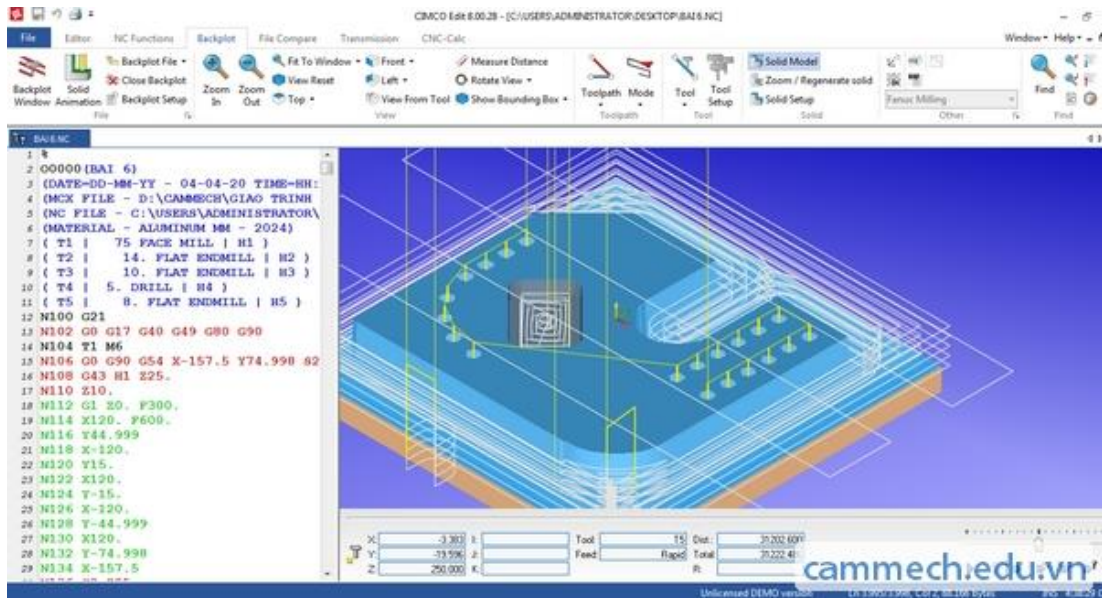 CIMCO Edit 8.00.28 - [C:\USERS\ADMINISTRATOR\DESKTOP\BAI 6.NC]
File Editor NC Functions Backplot File Compare Transmission CNC-Calc Window Help
Backplot Window
Solid Animation
Backplot File
Close Backplot
Backplot Setup
File
Zoom In
Zoom Out
Fit To Window
View Reset
Top
Front
Left
View From Tool
Measure Distance
Rotate View
Show Bounding Box
View
Toolpath
Mode
Toolpath
Tool
Tool Setup
Tool
Solid Model
Zoom / Regenerate solid
Solid Setup
Solid
Fanuc Milling
Other
Find
Find
BAI 6.NC
1 %
2 O0000(BAI 6)
3 (DATE=DD-MM-YY - 04-04-20 TIME=HH:
4 (MCX FILE - D:\CAMMECH\GIAO TRINH
5 (NC FILE - C:\USERS\ADMINISTRATOR\
6 (MATERIAL - ALUMINUM MM - 2024)
7 ( T1 | 75 FACE MILL | H1 )
8 ( T2 | 14. FLAT ENDMILL | H2 )
9 ( T3 | 10. FLAT ENDMILL | H3 )
10 ( T4 | 5. DRILL | H4 )
11 ( T5 | 8. FLAT ENDMILL | H5 )
12 N100 G21
13 N102 G0 G17 G40 G49 G80 G90
14 N104 T1 M6
15 N106 G0 G90 G54 X-157.5 Y74.998 S2
16 N108 G43 H1 Z25.
17 N110 Z10.
18 N112 G1 Z0. F300.
19 N114 X120. F600.
20 N116 Y44.999
21 N118 X-120.
22 N120 Y15.
23 N122 X120.
24 N124 Y-15.
25 N126 X-120.
26 N128 Y-44.999
27 N130 X120.
28 N132 Y-74.998
29 N134 X-157.5
X: -3.383 I: Tool: T5 Dist.:
Y: -19.596 J: Feed: Rapid Total:
Z: 250.000 K: R:
cammech.edu.vn
Unlicensed DEMO version